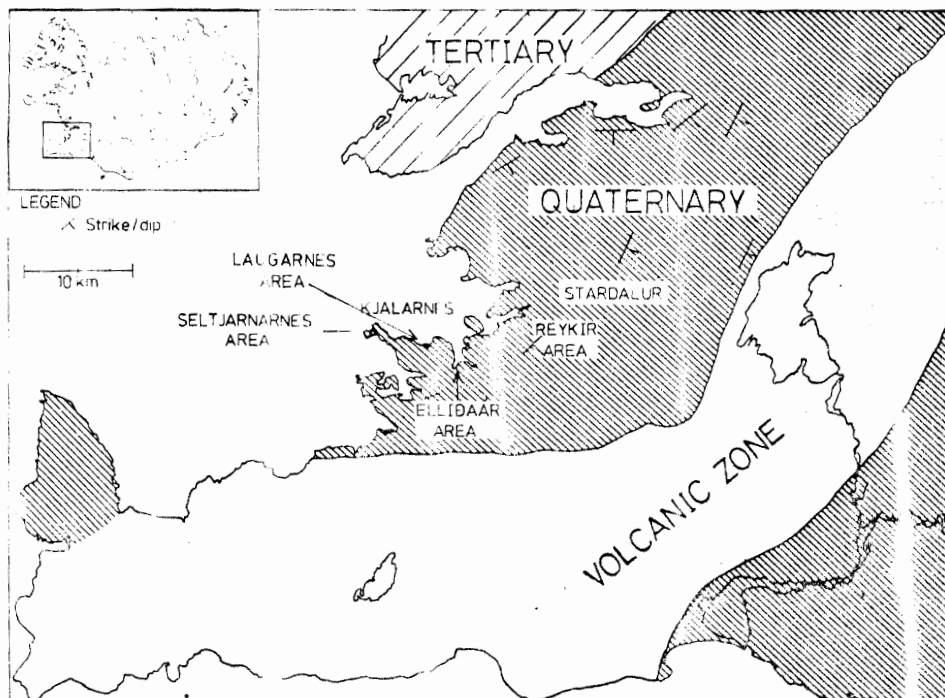 TERTIARY
LEGEND
Strike/dip
10 km
QUATERNARY
LAUGARNES
AREA
KJALARNES
STARDALUR
SELTJARNARNES
AREA
REYKIR
AREA
ELLIDAAR
AREA
VOLCANIC ZONE